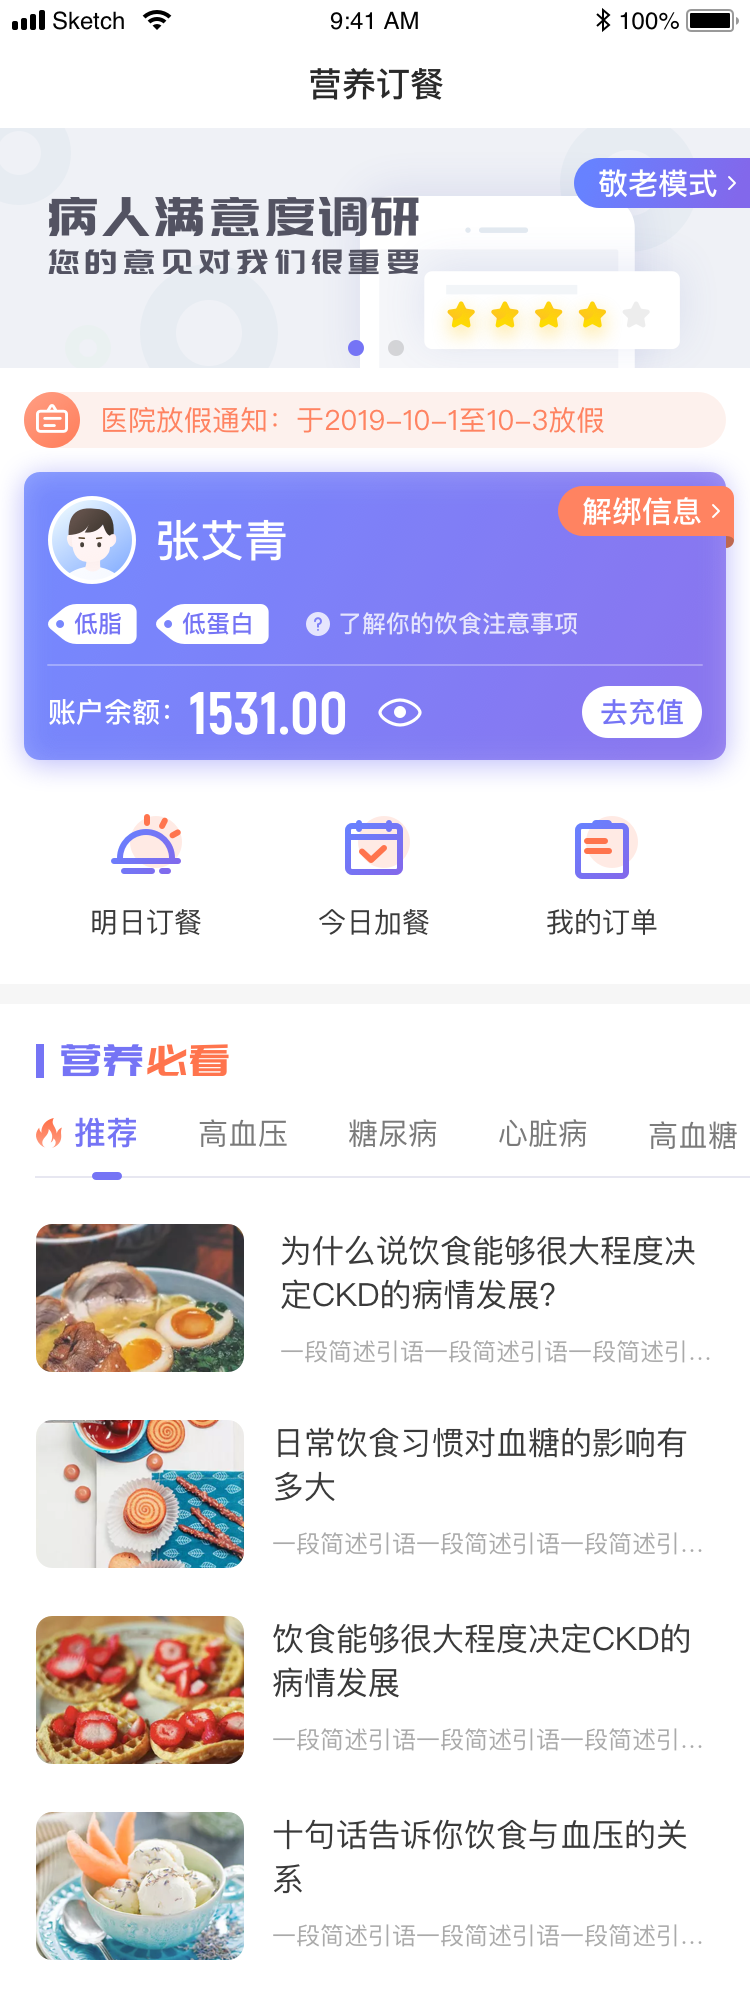 Sketch 9:41 AM 100%
营养订餐
敬老模式
病人满意度调研
您的意见对我们很重要
医院放假通知：于2019-10-1至10-3放假
解绑信息
张艾青
低脂 低蛋白 ? 了解你的饮食注意事项
账户余额：1531.00 去充值
明日订餐 今日加餐 我的订单
营养必看
推荐 高血压 糖尿病 心脏病 高血糖
为什么说饮食能够很大程度决
定CKD的病情发展?
一段简述引语一段简述引语一段简述引...
日常饮食习惯对血糖的影响有
多大
一段简述引语一段简述引语一段简述引...
饮食能够很大程度决定CKD的
病情发展
一段简述引语一段简述引语一段简述引...
十句话告诉你饮食与血压的关
系
一段简述引语一段简述引语一段简述引...